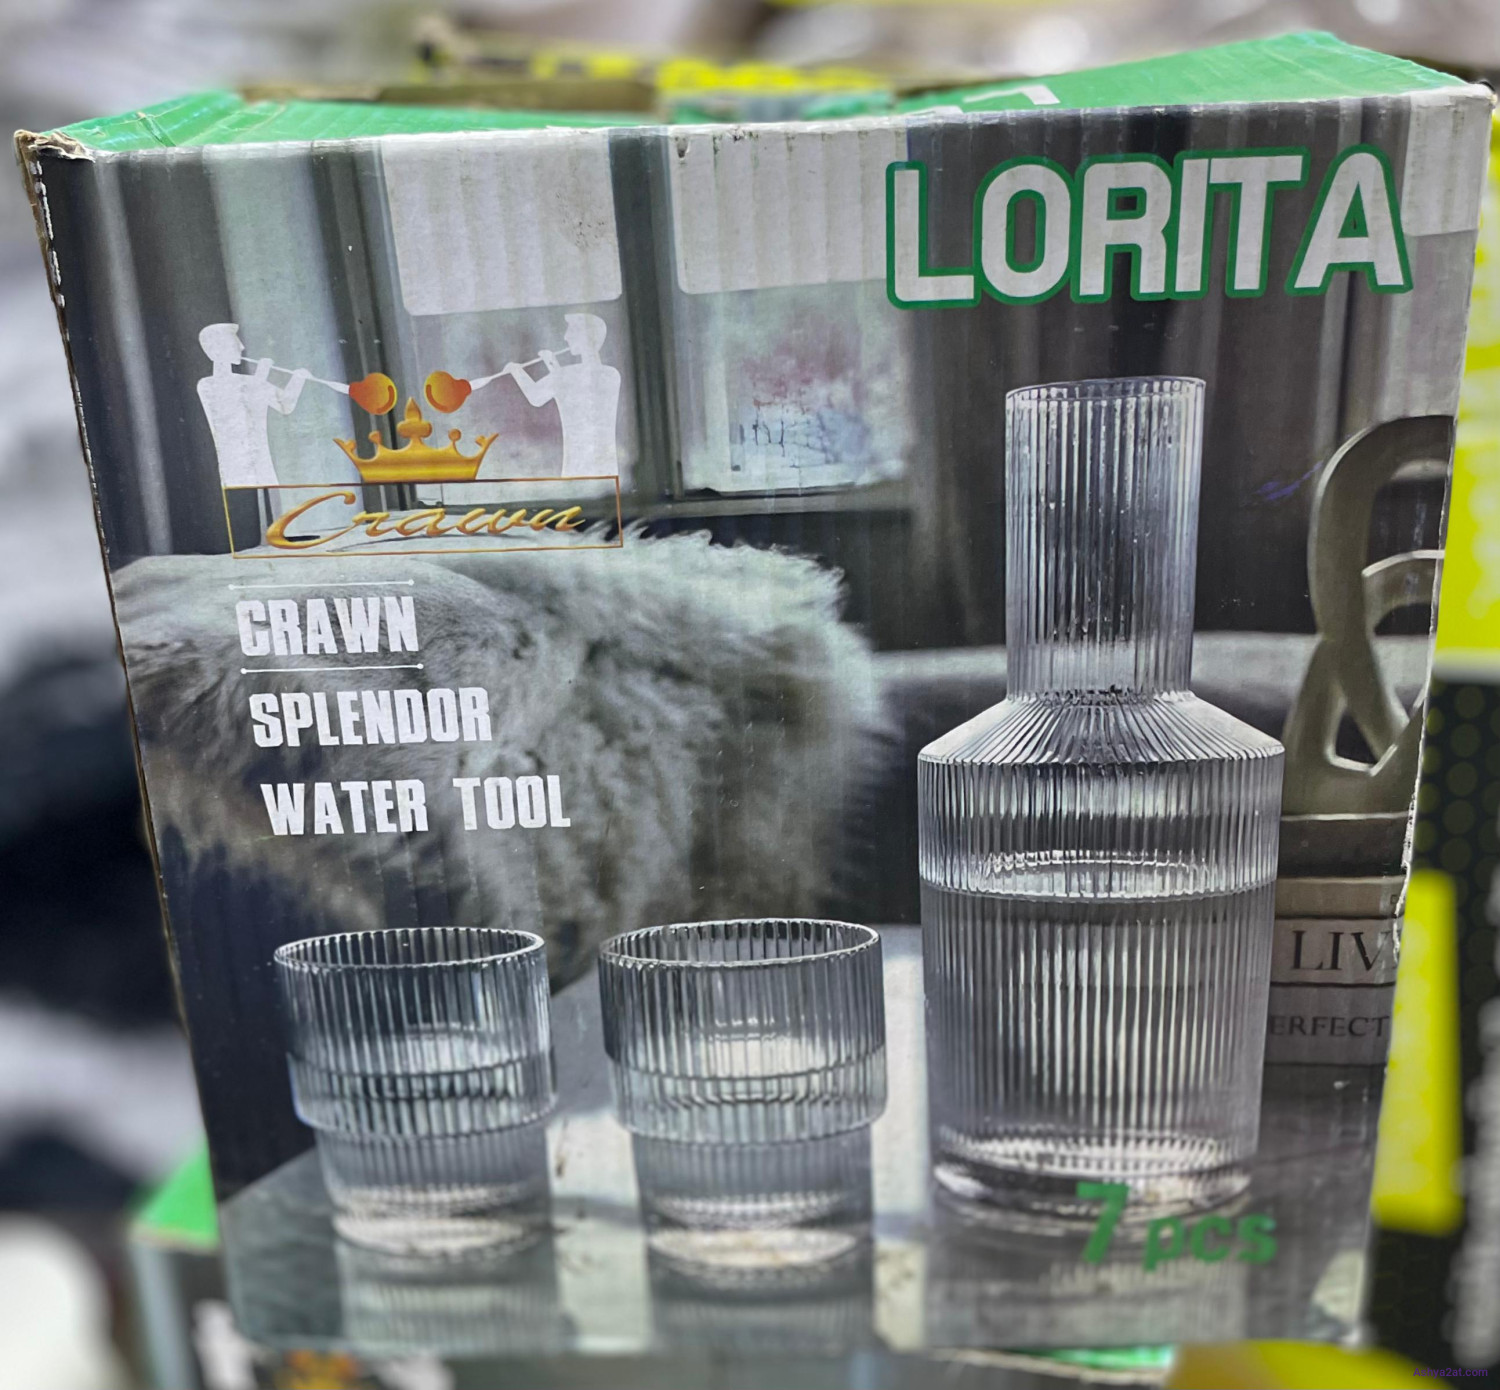 LORITA
Crawn
CRAWN
SPLENDOR
WATER TOOL
LIV
ERFECT
7 pcs